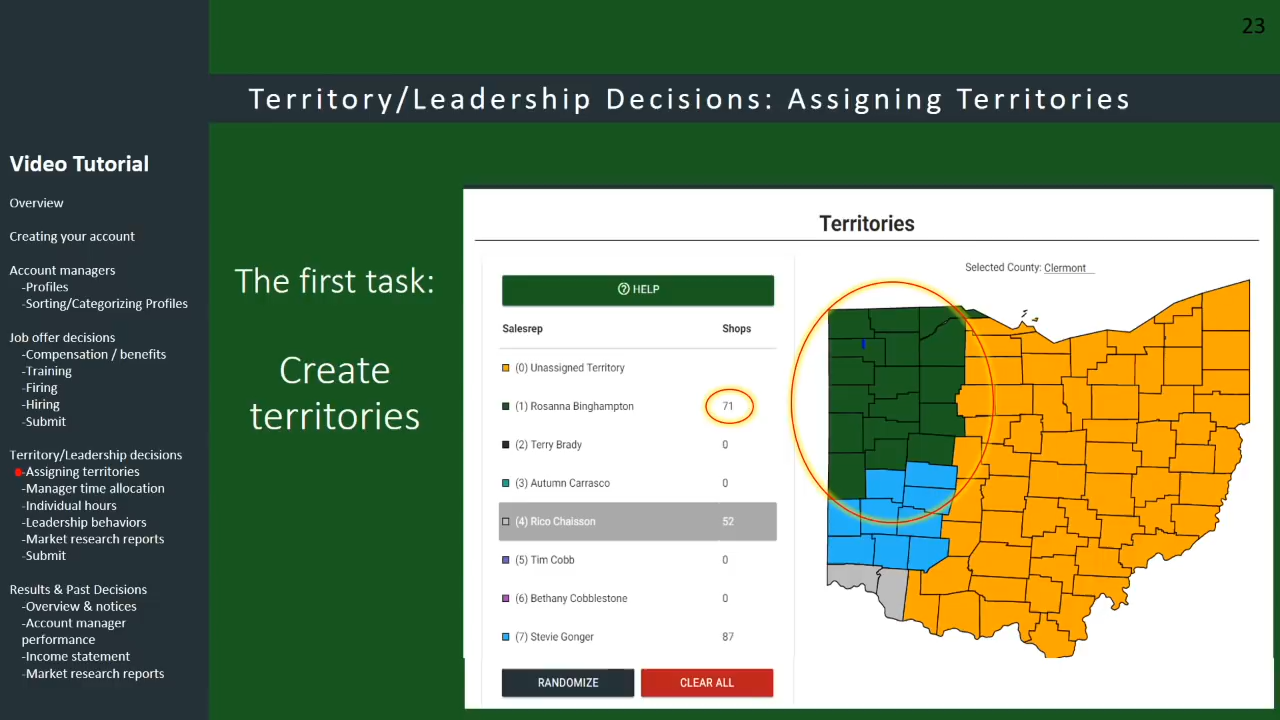 23
Territory/Leadership Decisions: Assigning Territories
Video Tutorial
Overview
Creating your account
Account managers
-Profiles
-Sorting/Categorizing Profiles
Job offer decisions
-Compensation / benefits
-Training
-Firing
-Hiring
-Submit
Territory/Leadership decisions
-Assigning territories
-Manager time allocation
-Individual hours
-Leadership behaviors
-Market research reports
-Submit
Results & Past Decisions
-Overview & notices
-Account manager
performance
-Income statement
-Market research reports
The first task:
Create
territories
Territories
HELP
Salesrep Shops
(0) Unassigned Territory
(1) Rosanna Binghampton 71
(2) Terry Brady 0
(3) Autumn Carrasco 0
(4) Rico Chaisson 52
(5) Tim Cobb 0
(6) Bethany Cobblestone 0
(7) Stevie Gonger 87
RANDOMIZE CLEAR ALL
Selected County: Clermont